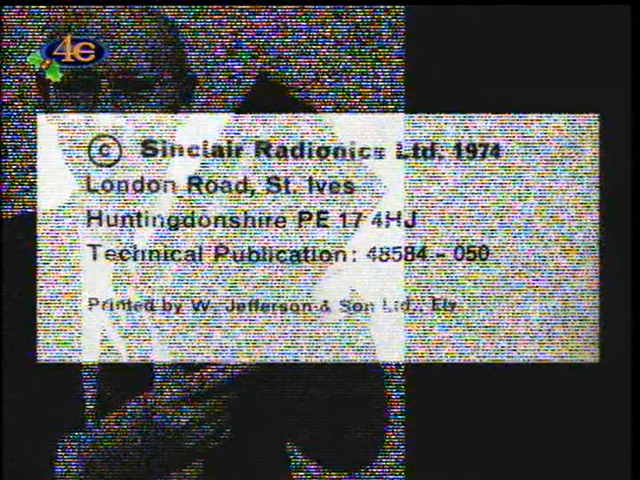 4e
© Sinclair Radionics Ltd. 1974
London Road, St. Ives
Huntingdonshire PE 17 4HJ
Technical Publication: 48584 - 050
Printed by W. Jefferson & Son Ltd., Ely